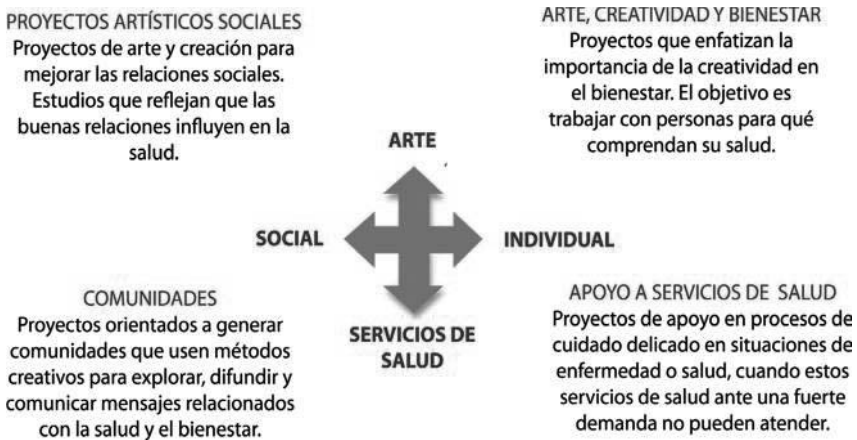 PROYECTOS ARTÍSTICOS SOCIALES
Proyectos de arte y creación para
mejorar las relaciones sociales.
Estudios que reflejan que las
buenas relaciones influyen en la
salud.
ARTE, CREATIVIDAD Y BIENESTAR
Proyectos que enfatizan la
importancia de la creatividad en
el bienestar. El objetivo es
trabajar con personas para qué
comprendan su salud.
ARTE
SOCIAL
INDIVIDUAL
SERVICIOS DE
SALUD
COMUNIDADES
Proyectos orientados a generar
comunidades que usen métodos
creativos para explorar, difundir y
comunicar mensajes relacionados
con la salud y el bienestar.
APOYO A SERVICIOS DE SALUD
Proyectos de apoyo en procesos de
cuidado delicado en situaciones de
enfermedad o salud, cuando estos
servicios de salud ante una fuerte
demanda no pueden atender.